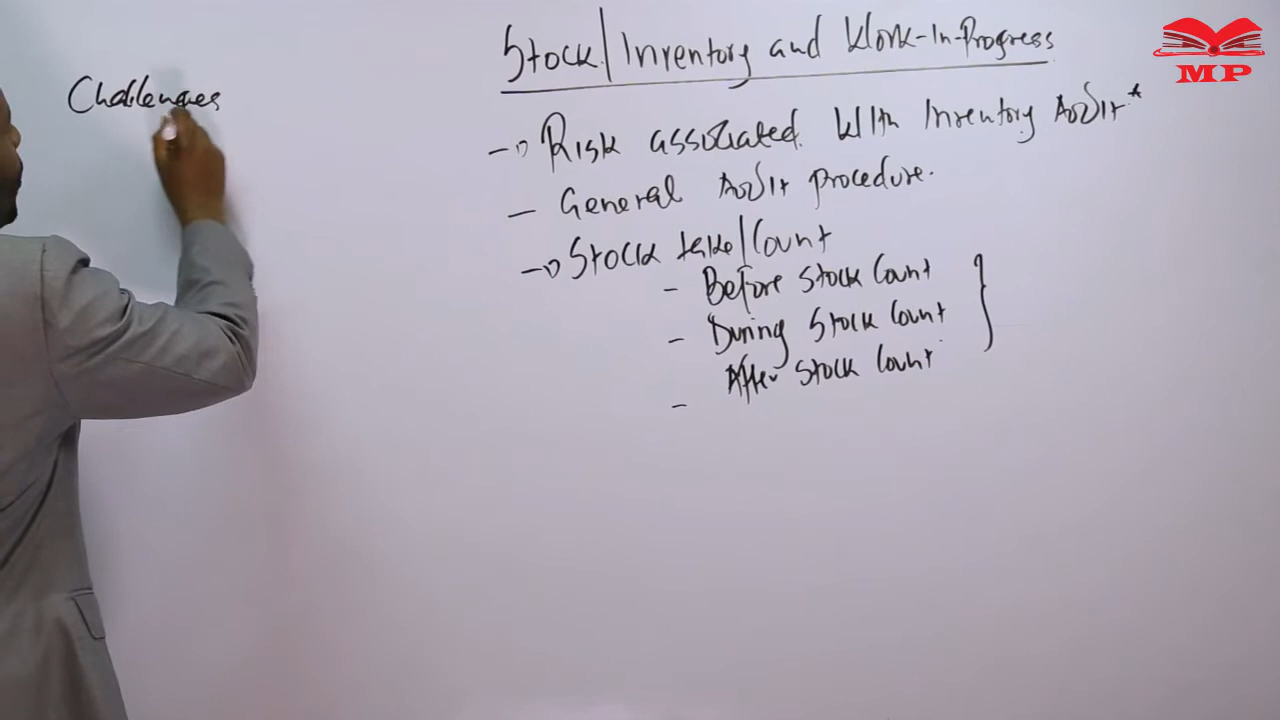 Challenges
Stock/Inventory and Work-In-Progress
→ Risk associated With Inventory Audit*
- General Audit procedure.
→ Stock take/Count
- Before Stock Count
- During Stock Count
- After Stock Count
MP